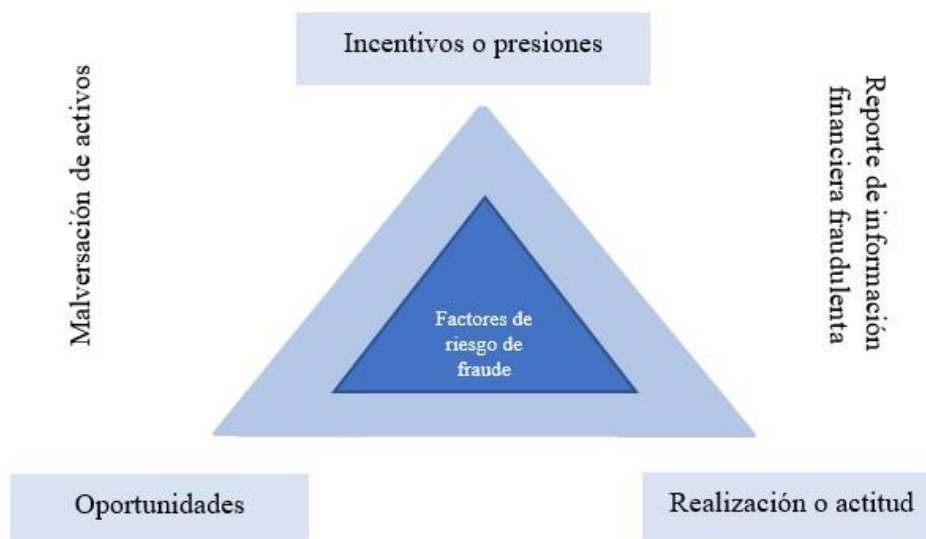 Incentivos o presiones
Malversación de activos
Reporte de información
financiera fraudulenta
Factores de
riesgo de
fraude
Oportunidades
Realización o actitud